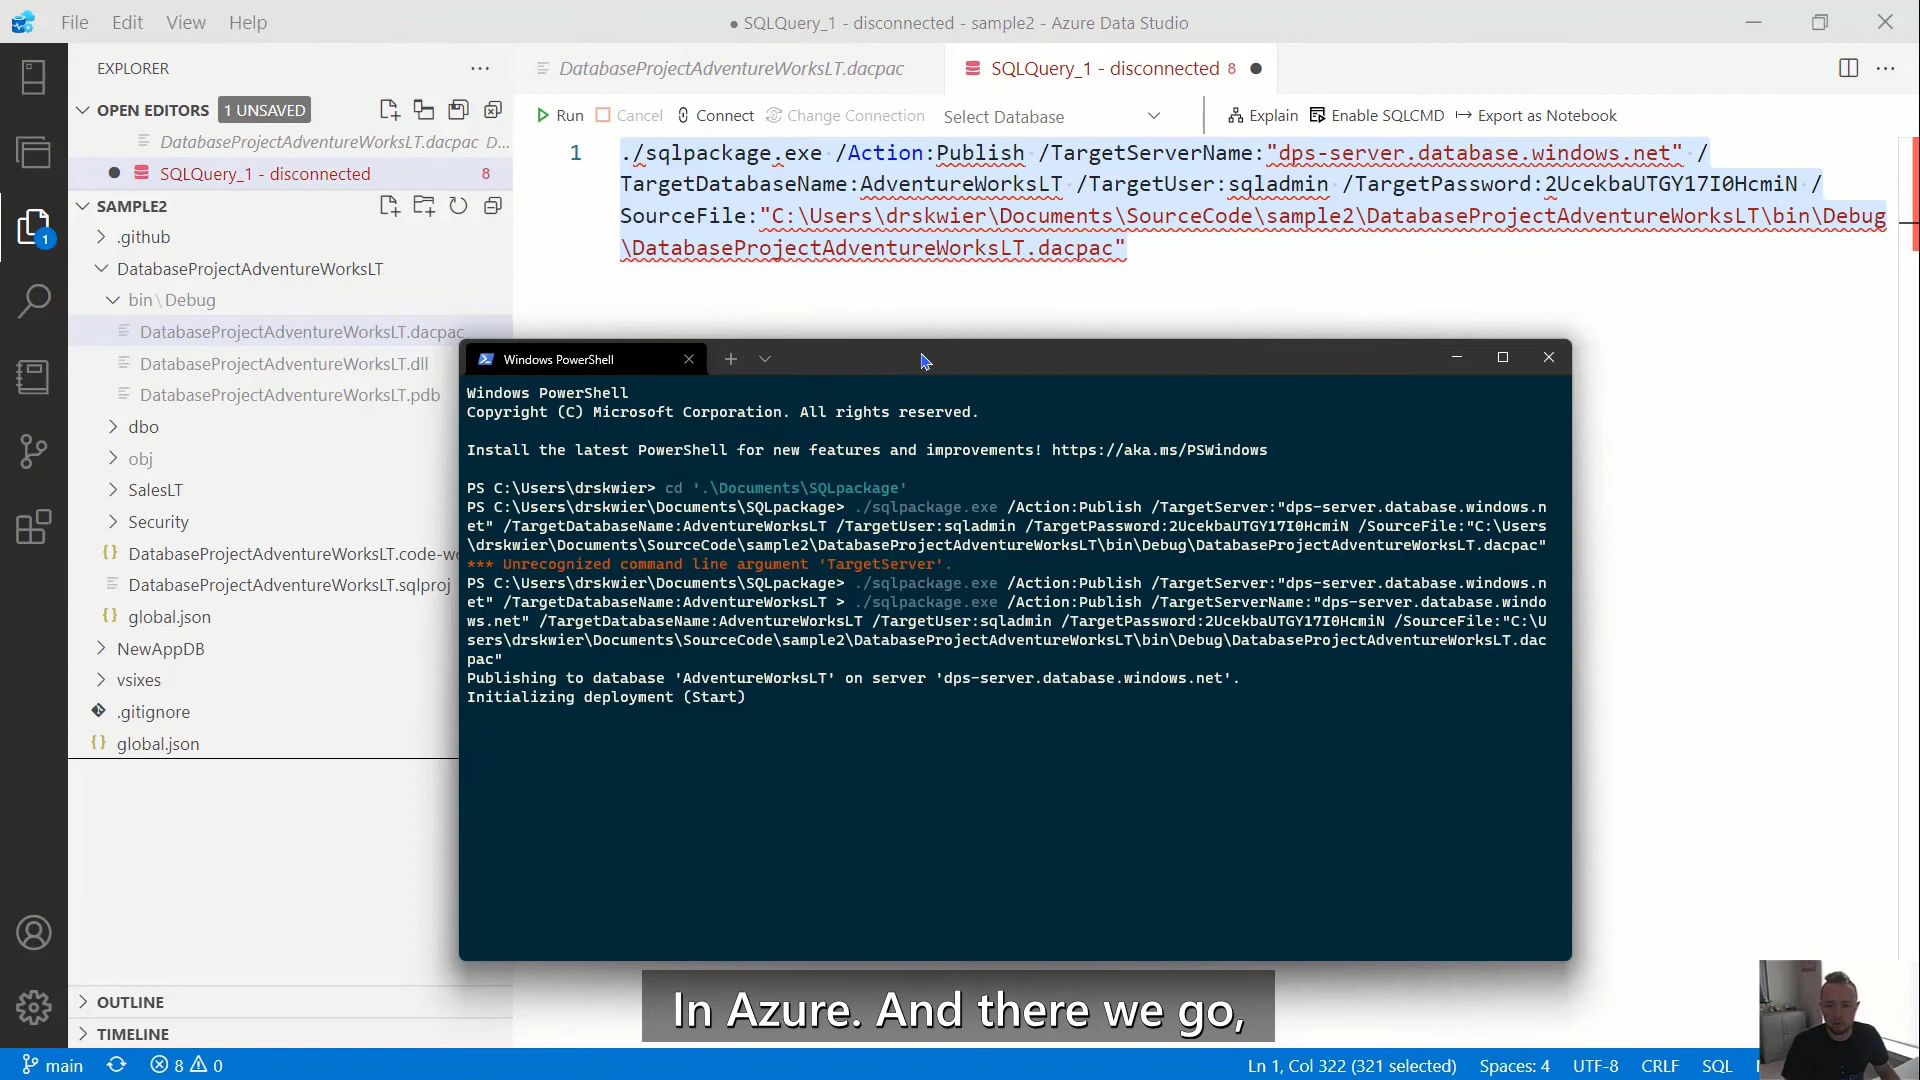 File Edit View Help
● SQLQuery_1 - disconnected - sample2 - Azure Data Studio
EXPLORER
OPEN EDITORS 1 UNSAVED
DatabaseProjectAdventureWorksLT.dacpac D...
SQLQuery_1 - disconnected 8
SAMPLE2
.github
DatabaseProjectAdventureWorksLT
bin\Debug
DatabaseProjectAdventureWorksLT.dacpac
DatabaseProjectAdventureWorksLT.dll
DatabaseProjectAdventureWorksLT.pdb
dbo
obj
SalesLT
Security
DatabaseProjectAdventureWorksLT.code-wo
DatabaseProjectAdventureWorksLT.sqlproj
global.json
NewAppDB
vsixes
.gitignore
global.json
OUTLINE
TIMELINE
1
DatabaseProjectAdventureWorksLT.dacpac
SQLQuery_1 - disconnected 8 ●
Run Cancel Connect Change Connection Select Database Explain Enable SQLCMD Export as Notebook
1
./sqlpackage.exe /Action:Publish /TargetServerName:"dps-server.database.windows.net" /
TargetDatabaseName:AdventureWorksLT /TargetUser:sqladmin /TargetPassword:2UcekbaUTGY17I0HcmiN /
SourceFile:"C:\Users\drskwier\Documents\SourceCode\sample2\DatabaseProjectAdventureWorksLT\bin\Debug
\DatabaseProjectAdventureWorksLT.dacpac"
Windows PowerShell
Windows PowerShell
Copyright (C) Microsoft Corporation. All rights reserved.
Install the latest PowerShell for new features and improvements! https://aka.ms/PSWindows
PS C:\Users\drskwier> cd '.\Documents\SQLpackage'
PS C:\Users\drskwier\Documents\SQLpackage> ./sqlpackage.exe /Action:Publish /TargetServer:"dps-server.database.windows.n
et" /TargetDatabaseName:AdventureWorksLT /TargetUser:sqladmin /TargetPassword:2UcekbaUTGY17I0HcmiN /SourceFile:"C:\Users
\drskwier\Documents\SourceCode\sample2\DatabaseProjectAdventureWorksLT\bin\Debug\DatabaseProjectAdventureWorksLT.dacpac"
*** Unrecognized command line argument 'TargetServer'.
PS C:\Users\drskwier\Documents\SQLpackage> ./sqlpackage.exe /Action:Publish /TargetServer:"dps-server.database.windows.n
et" /TargetDatabaseName:AdventureWorksLT > ./sqlpackage.exe /Action:Publish /TargetServerName:"dps-server.database.windo
ws.net" /TargetDatabaseName:AdventureWorksLT /TargetUser:sqladmin /TargetPassword:2UcekbaUTGY17I0HcmiN /SourceFile:"C:\U
sers\drskwier\Documents\SourceCode\sample2\DatabaseProjectAdventureWorksLT\bin\Debug\DatabaseProjectAdventureWorksLT.dac
pac"
Publishing to database 'AdventureWorksLT' on server 'dps-server.database.windows.net'.
Initializing deployment (Start)
In Azure. And there we go,
main 8 0
Ln 1, Col 322 (321 selected) Spaces: 4 UTF-8 CRLF SQL